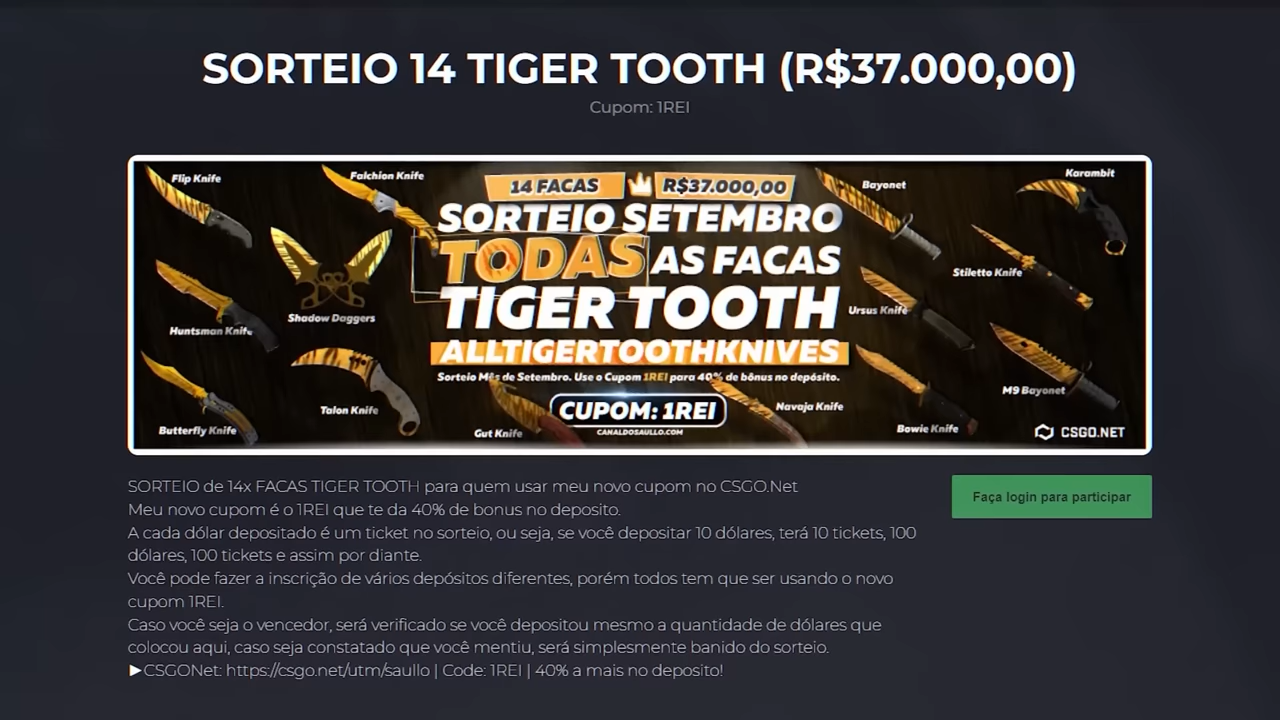 SORTEIO 14 TIGER TOOTH (R$37.000,00)
Cupom: 1REI
Flip Knife
Falchion Knife
14 FACAS
R$37.000,00
Bayonet
Karambit
SORTEIO SETEMBRO
TODAS AS FACAS
TIGER TOOTH
ALLTIGERTOOTHKNIVES
Sorteio Mês de Setembro. Use o Cupom 1REI para 40% de bônus no depósito.
CUPOM: 1REI
CANALDOSAULLO.COM
Stiletto Knife
Shadow Daggers
Ursus Knife
Huntsman Knife
M9 Bayonet
Talon Knife
Navaja Knife
Butterfly Knife
Gut Knife
Bowie Knife
CSGO.NET
SORTEIO de 14x FACAS TIGER TOOTH para quem usar meu novo cupom no CSGO.Net
Meu novo cupom é o 1REI que te da 40% de bonus no deposito.
A cada dólar depositado é um ticket no sorteio, ou seja, se você depositar 10 dólares, terá 10 tickets, 100
dólares, 100 tickets e assim por diante.
Você pode fazer a inscrição de vários depósitos diferentes, porém todos tem que ser usando o novo
cupom 1REI.
Caso você seja o vencedor, será verificado se você depositou mesmo a quantidade de dólares que
colocou aqui, caso seja constatado que você mentiu, será simplesmente banido do sorteio.
►CSGONet: https://csgo.net/utm/saullo | Code: 1REI | 40% a mais no deposito!
Faça login para participar